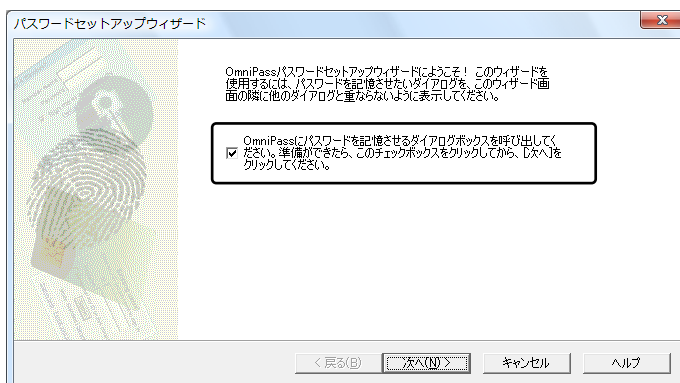 パスワードセットアップウィザード
OmniPassパスワードセットアップウィザードにようこそ！ このウィザードを
使用するには、パスワードを記憶させたいダイアログを、このウィザード画
面の隣に他のダイアログと重ならないように表示してください。
OmniPassにパスワードを記憶させるダイアログボックスを呼び出してく
ださい。準備ができたら、このチェックボックスをクリックしてから、[次へ]を
クリックしてください。
< 戻る(B) 次へ(N) > キャンセル ヘルプ